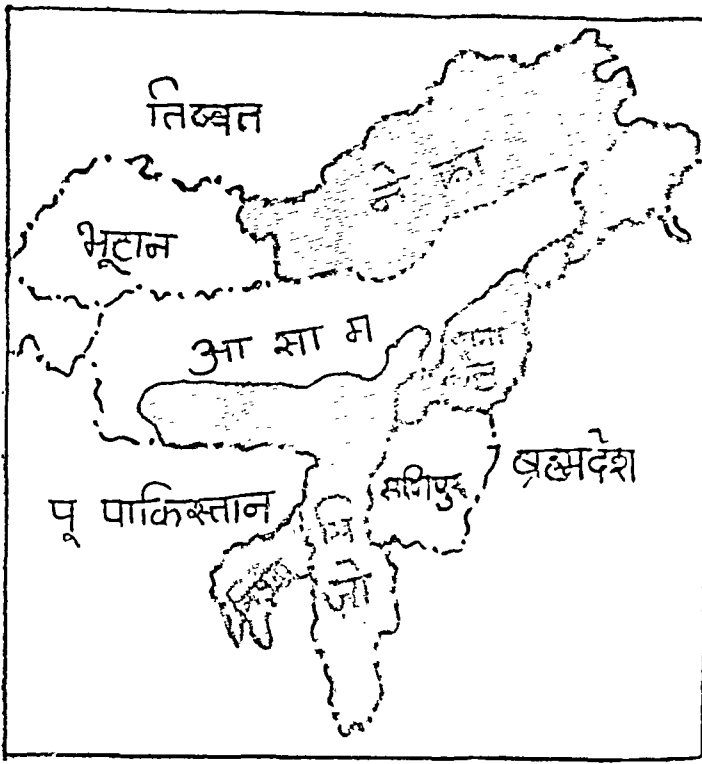 तिब्बत
नेफा
भूटान
आ सा म
मणिपुर
ब्रह्मदेश
पू पाकिस्तान
मि
जो